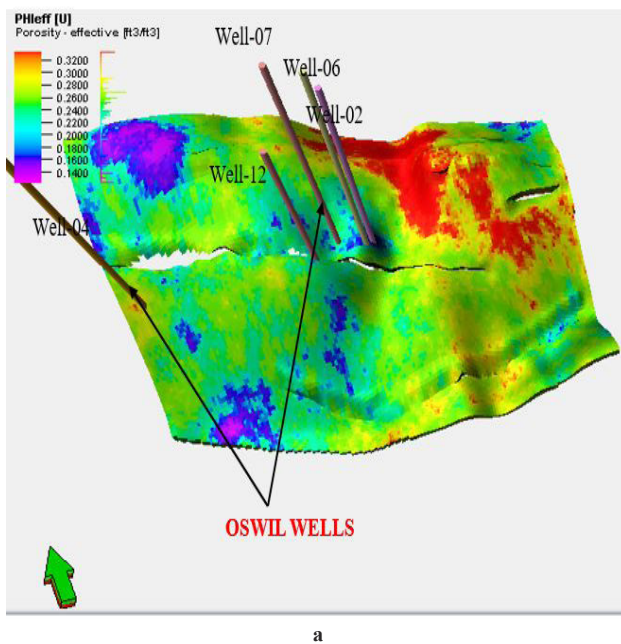 PHIeff [U]
Porosity - effective [ft3/ft3]
0.3200
0.3000
0.2800
0.2600
0.2400
0.2200
0.2000
0.1800
0.1600
0.1400
Well-07
Well-06
Well-02
Well-12
Well-04
OSWIL WELLS
a